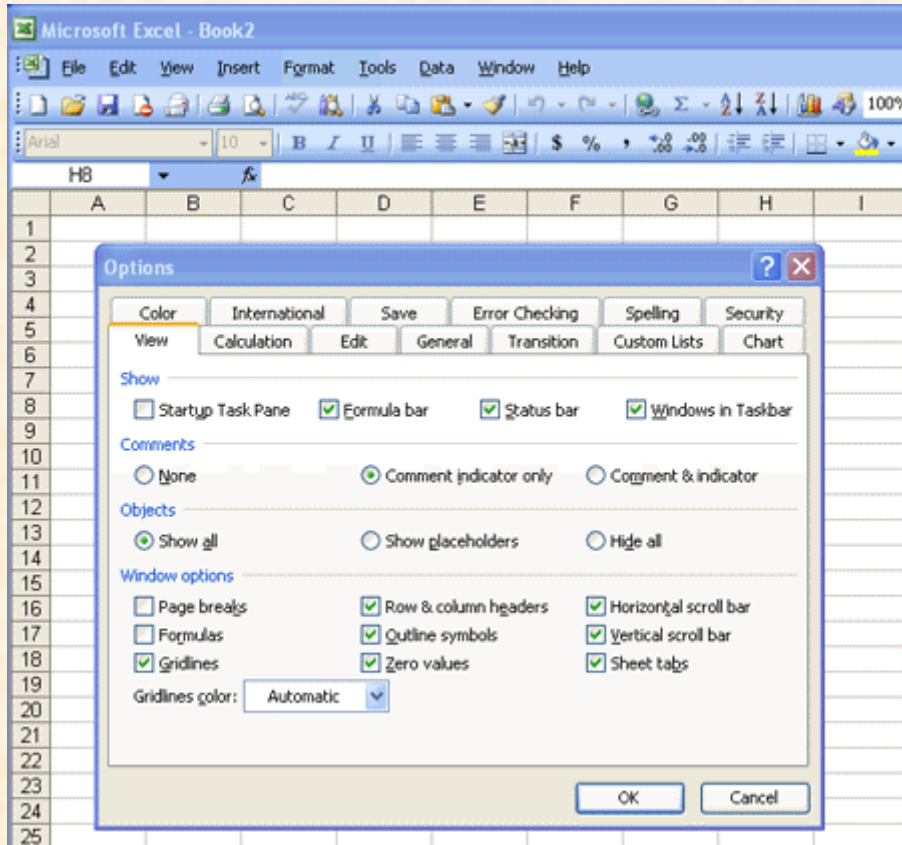 Microsoft Excel - Book2
File Edit View Insert Format Tools Data Window Help
Σ 100%
Arial 10 B I U $ % , .00 .00
H8 fx
A B C D E F G H I
1
2
Options ?
3
4
Color International Save Error Checking Spelling Security
5
View Calculation Edit General Transition Custom Lists Chart
6
7
Show
8
Startup Task Pane Formula bar Status bar Windows in Taskbar
9
Comments
10
None Comment indicator only Comment & indicator
11
12
Objects
13
Show all Show placeholders Hide all
14
15
Window options
16
Page breaks Row & column headers Horizontal scroll bar
17
Formulas Outline symbols Vertical scroll bar
18
Gridlines Zero values Sheet tabs
19
Gridlines color: Automatic
20
21
22
23
OK Cancel
24
25